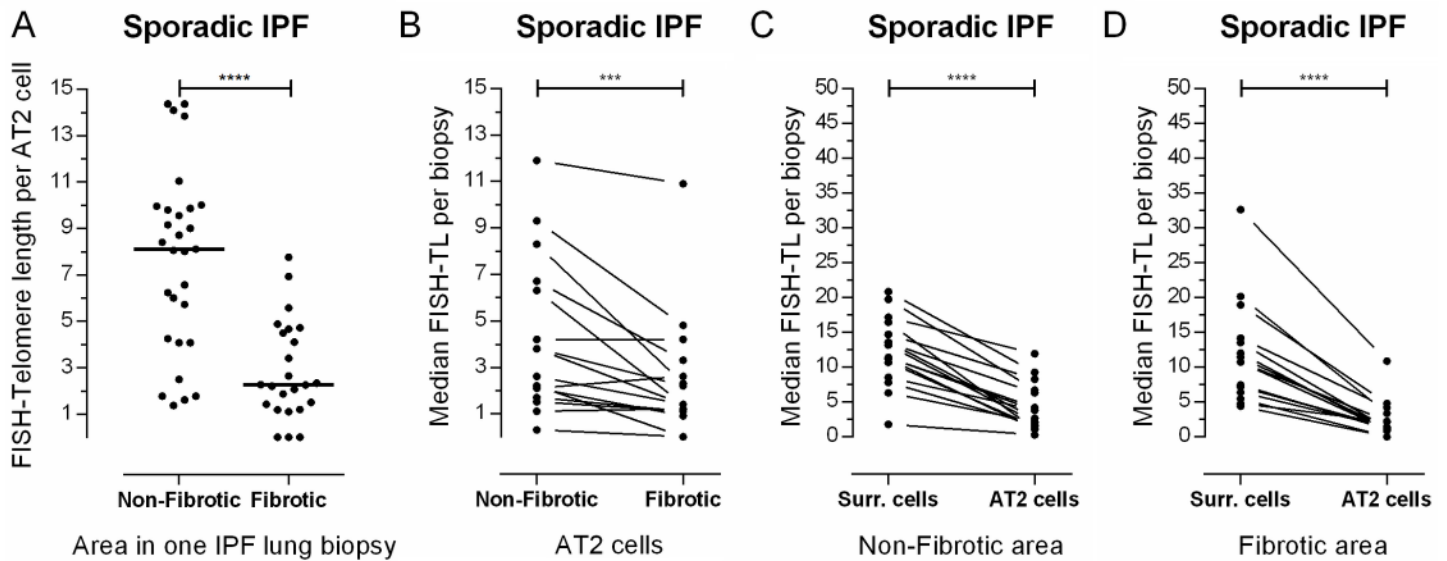 A
Sporadic IPF
FISH-Telomere length per AT2 cell
****
15
13
11
9
7
5
3
1
Non-Fibrotic
Fibrotic
Area in one IPF lung biopsy
B
Sporadic IPF
Median FISH-TL per biopsy
***
15
13
11
9
7
5
3
1
Non-Fibrotic
Fibrotic
AT2 cells
C
Sporadic IPF
Median FISH-TL per biopsy
****
50
45
40
35
30
25
20
15
10
5
0
Surr. cells
AT2 cells
Non-Fibrotic area
D
Sporadic IPF
Median FISH-TL per biopsy
****
50
45
40
35
30
25
20
15
10
5
0
Surr. cells
AT2 cells
Fibrotic area